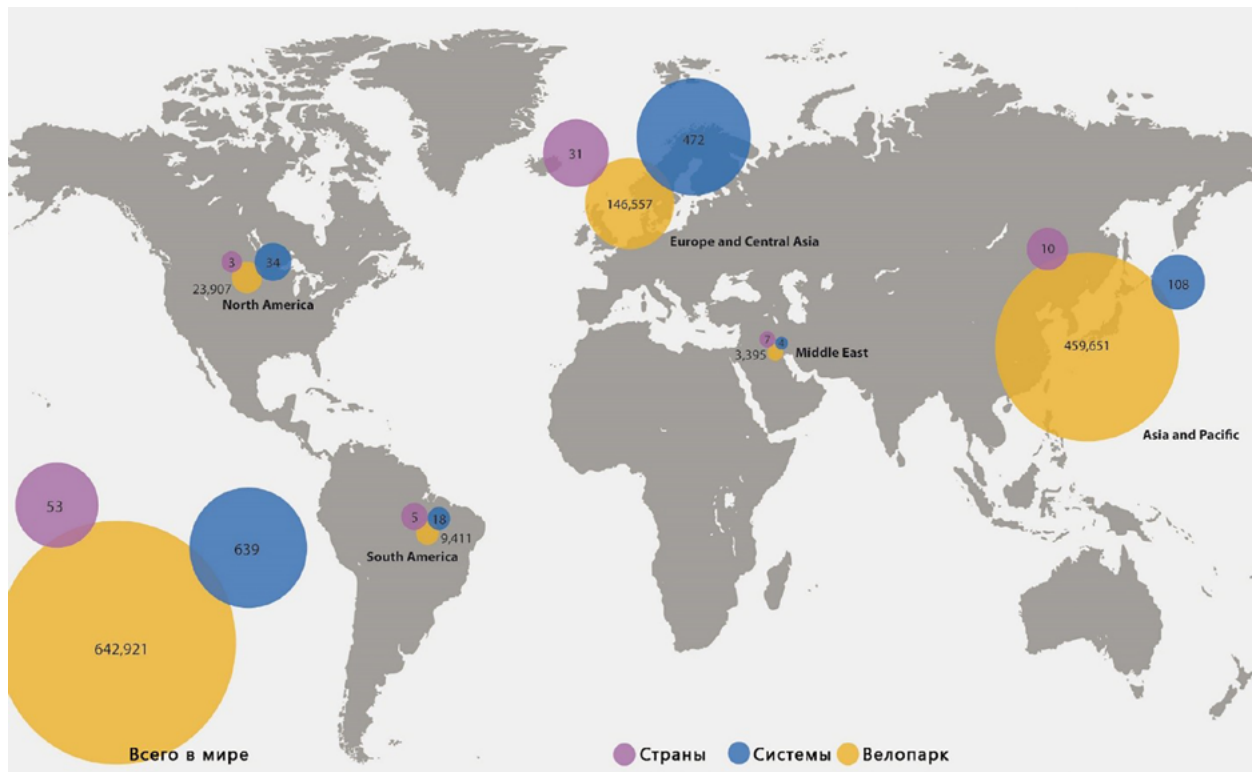 472
31
146,557
Europe and Central Asia
10
3
34
108
23,907
North America
7
4
3,395
Middle East
459,651
Asia and Pacific
53
5
18
9,411
639
South America
642,921
Всего в мире
Страны
Системы
Велопарк